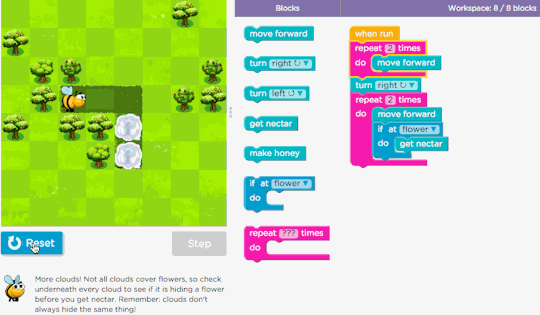 Blocks
Workspace: 8 / 8 blocks
move forward
turn right ↻ ▼
turn left ↺ ▼
get nectar
make honey
if at flower ▼
do
repeat ??? times
do
when run
repeat 2 times
do move forward
turn right ↻ ▼
repeat 2 times
do move forward
if at flower ▼
do get nectar
Reset
Step
More clouds! Not all clouds cover flowers, so check
underneath every cloud to see if it is hiding a flower
before you get nectar. Remember: clouds don't
always hide the same thing!